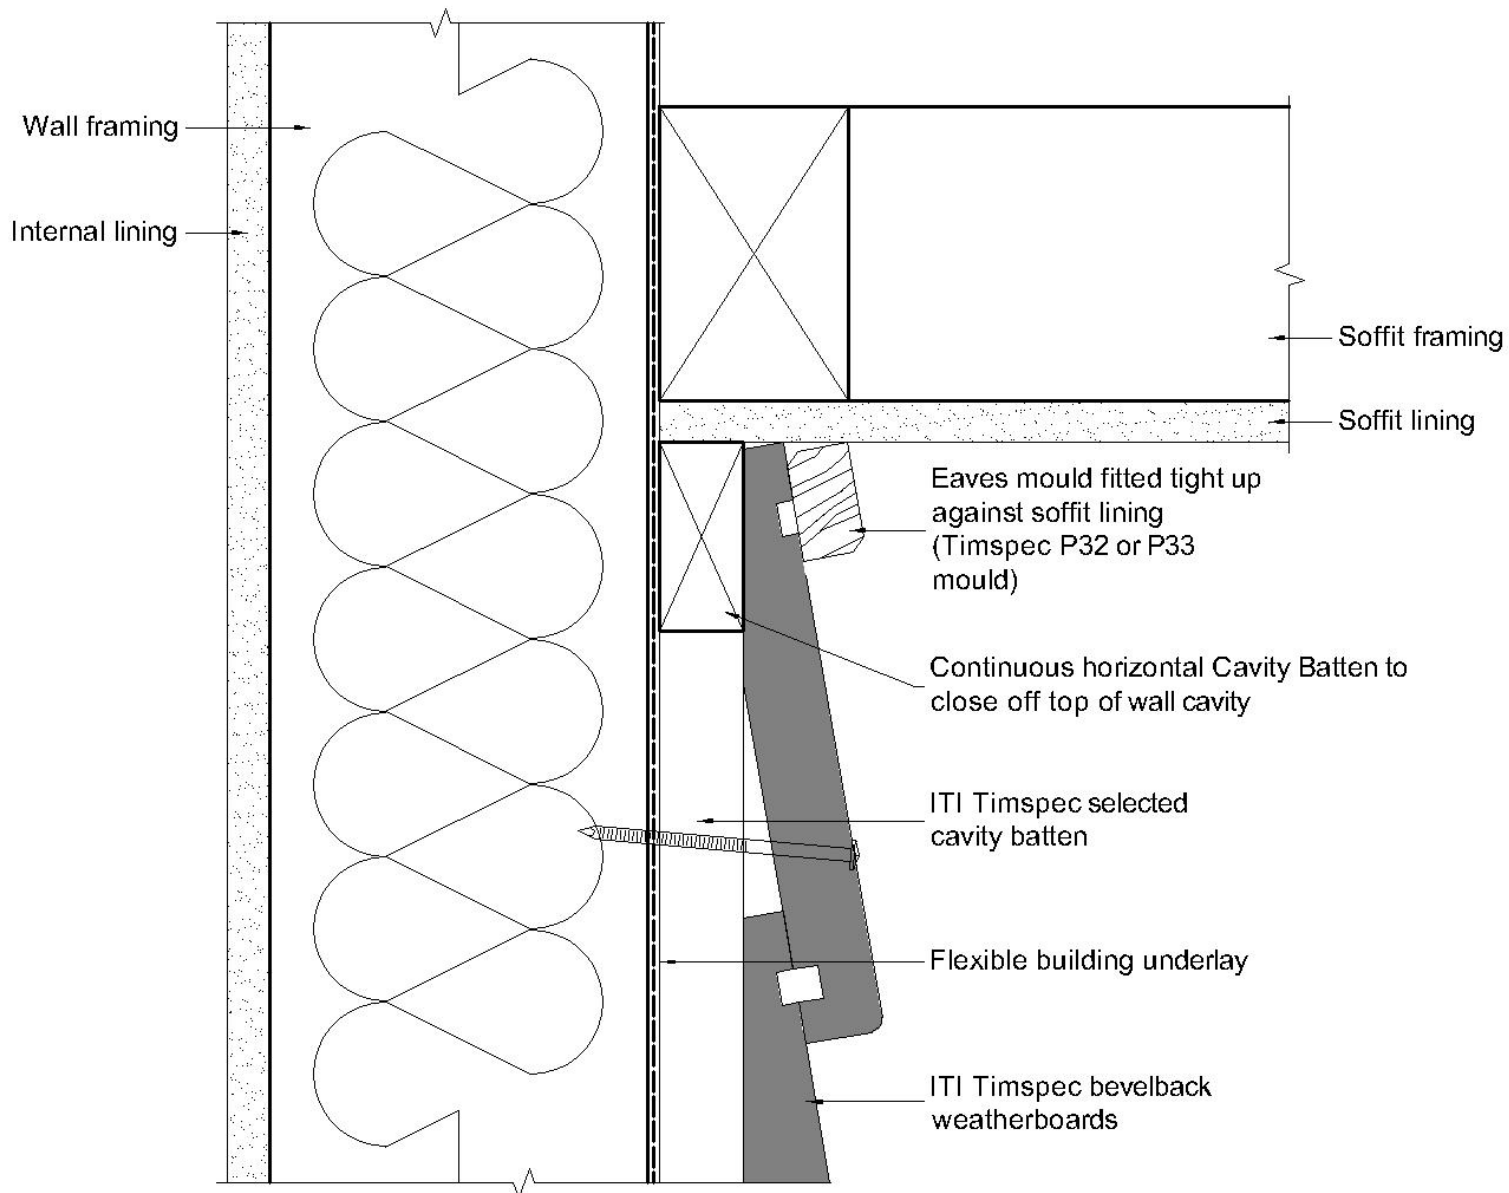 Wall framing
Internal lining
Soffit framing
Soffit lining
Eaves mould fitted tight up
against soffit lining
(Timspec P32 or P33
mould)
Continuous horizontal Cavity Batten to
close off top of wall cavity
ITI Timspec selected
cavity batten
Flexible building underlay
ITI Timspec bevelback
weatherboards